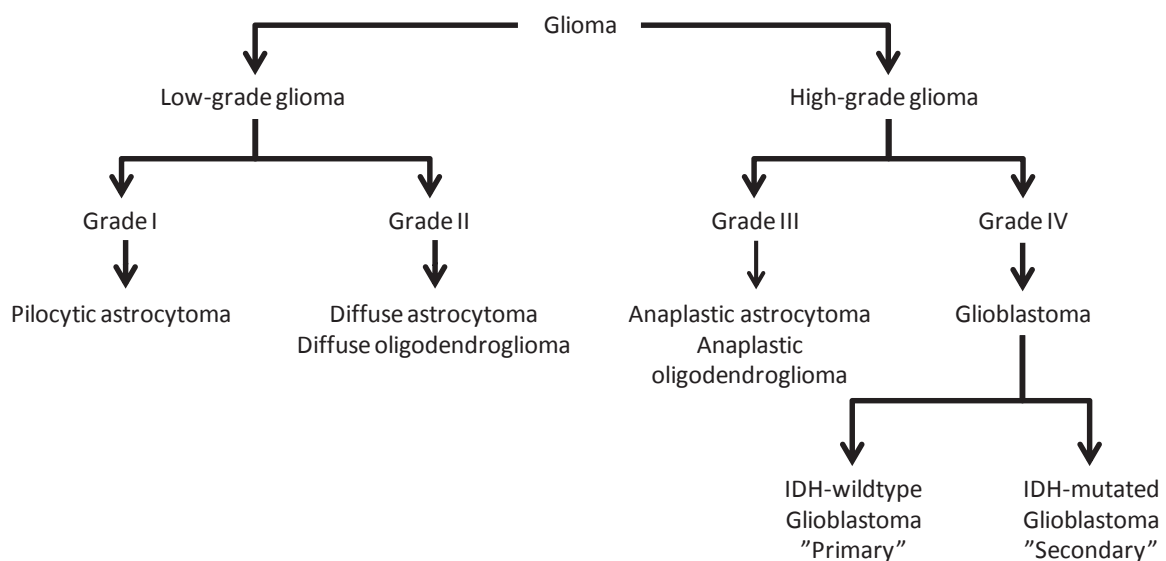 Glioma
Low-grade glioma
High-grade glioma
Grade I
Grade II
Grade III
Grade IV
Pilocytic astrocytoma
Diffuse astrocytoma
Diffuse oligodendroglioma
Anaplastic astrocytoma
Anaplastic
oligodendroglioma
Glioblastoma
IDH-wildtype
Glioblastoma
”Primary”
IDH-mutated
Glioblastoma
”Secondary”